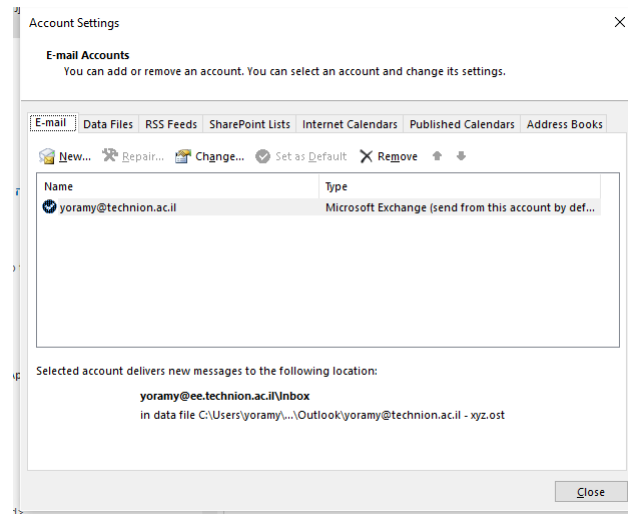 Account Settings
E-mail Accounts
You can add or remove an account. You can select an account and change its settings.
E-mail Data Files RSS Feeds SharePoint Lists Internet Calendars Published Calendars Address Books
New... Repair... Change... Set as Default Remove
Name Type
yoramy@technion.ac.il Microsoft Exchange (send from this account by def...
Selected account delivers new messages to the following location:
yoramy@ee.technion.ac.il\Inbox
in data file C:\Users\yoramy\...\Outlook\yoramy@technion.ac.il - xyz.ost
Close